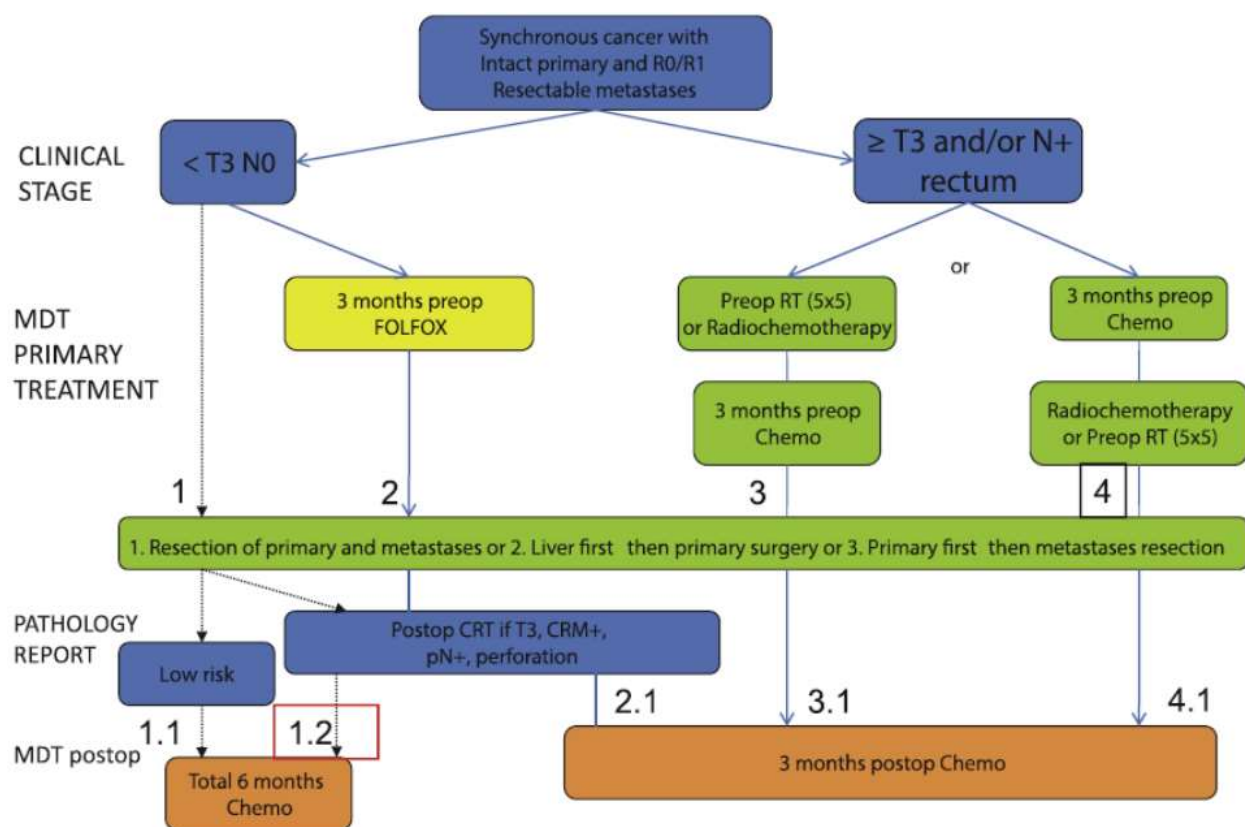 Synchronous cancer with
Intact primary and R0/R1
Resectable metastases
CLINICAL
STAGE
< T3 N0
≥ T3 and/or N+
rectum
or
MDT
PRIMARY
TREATMENT
3 months preop
FOLFOX
Preop RT (5x5)
or Radiochemotherapy
3 months preop
Chemo
3 months preop
Chemo
Radiochemotherapy
or Preop RT (5x5)
1
2
3
4
1. Resection of primary and metastases or 2. Liver first then primary surgery or 3. Primary first then metastases resection
PATHOLOGY
REPORT
Low risk
Postop CRT if T3, CRM+,
pN+, perforation
1.1
1.2
2.1
3.1
4.1
MDT postop
Total 6 months
Chemo
3 months postop Chemo